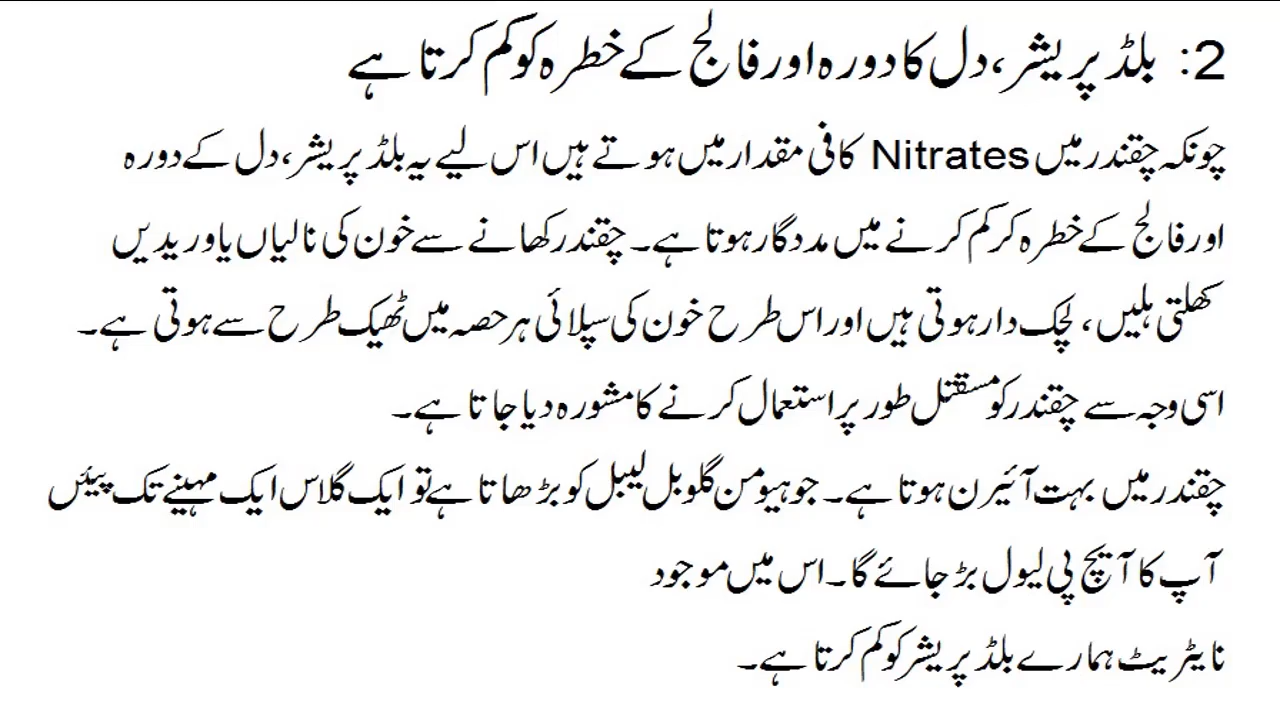 2: بلڈ پریشر، دل کا دورہ اور فالج کے خطرہ کو کم کرتا ہے
چونکہ چقندر میں Nitrates کافی مقدار میں ہوتے ہیں اس لیے یہ بلڈ پریشر، دل کے دورہ
اور فالج کے خطرہ کر کم کرنے میں مددگار ہوتا ہے۔ چقندر کھانے سے خون کی نالیاں یا وریدیں
کھلتی ہلیں، لچک دار ہوتی ہیں اور اس طرح خون کی سپلائی ہر حصہ میں ٹھیک طرح سے ہوتی ہے۔
اسی وجہ سے چقندر کو مستقتل طور پر استعمال کرنے کا مشورہ دیا جاتا ہے۔
چقندر میں بہت آئیرن ہوتا ہے۔ جو ہیومن گلوبل لیبل کو بڑھاتا ہے تو ایک گلاس ایک مہینے تک پیئں
آپ کا آیچ پی لیول بڑ جائے گا۔ اس میں موجود
نایٹریٹ ہمارے بلڈ پریشر کو کم کرتا ہے۔